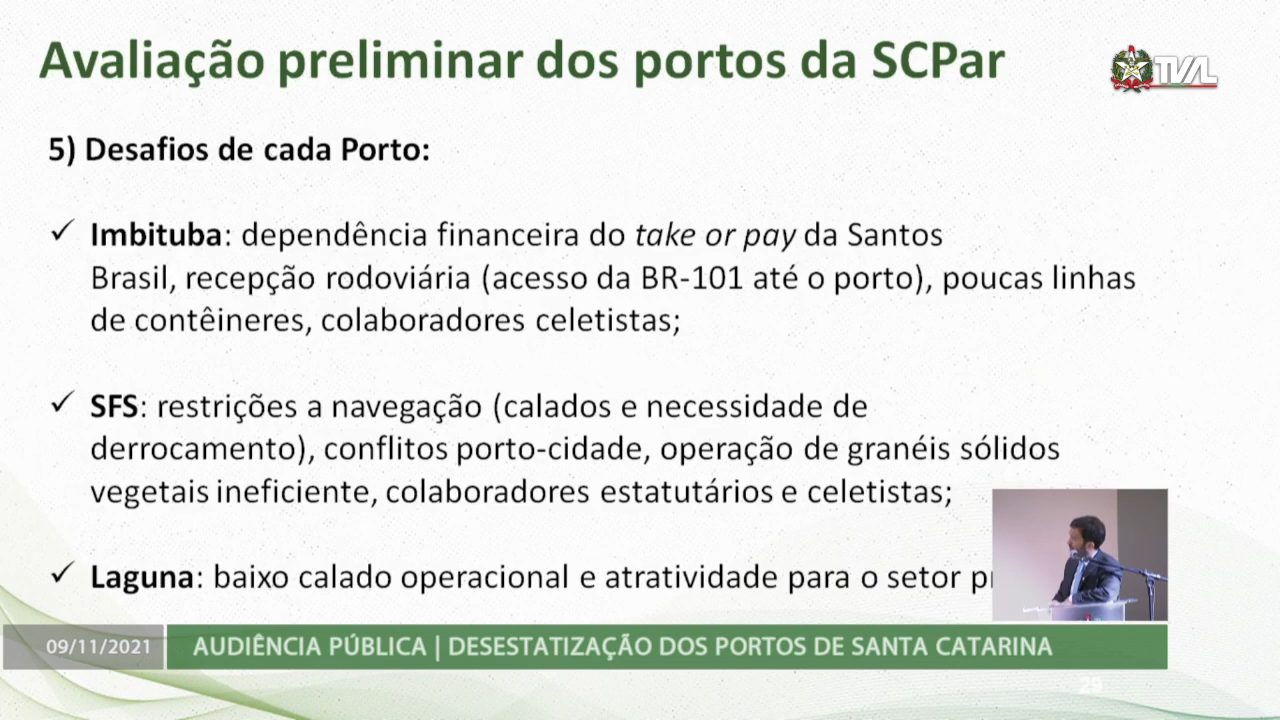 Avaliação preliminar dos portos da SCPar
TVAL
5) Desafios de cada Porto:
✓ Imbituba: dependência financeira do take or pay da Santos
Brasil, recepção rodoviária (acesso da BR-101 até o porto), poucas linhas
de contêineres, colaboradores celetistas;
✓ SFS: restrições a navegação (calados e necessidade de
derrocamento), conflitos porto-cidade, operação de granéis sólidos
vegetais ineficiente, colaboradores estatutários e celetistas;
✓ Laguna: baixo calado operacional e atratividade para o setor
09/11/2021
AUDIÊNCIA PÚBLICA | DESESTATIZAÇÃO DOS PORTOS DE SANTA CATARINA
29